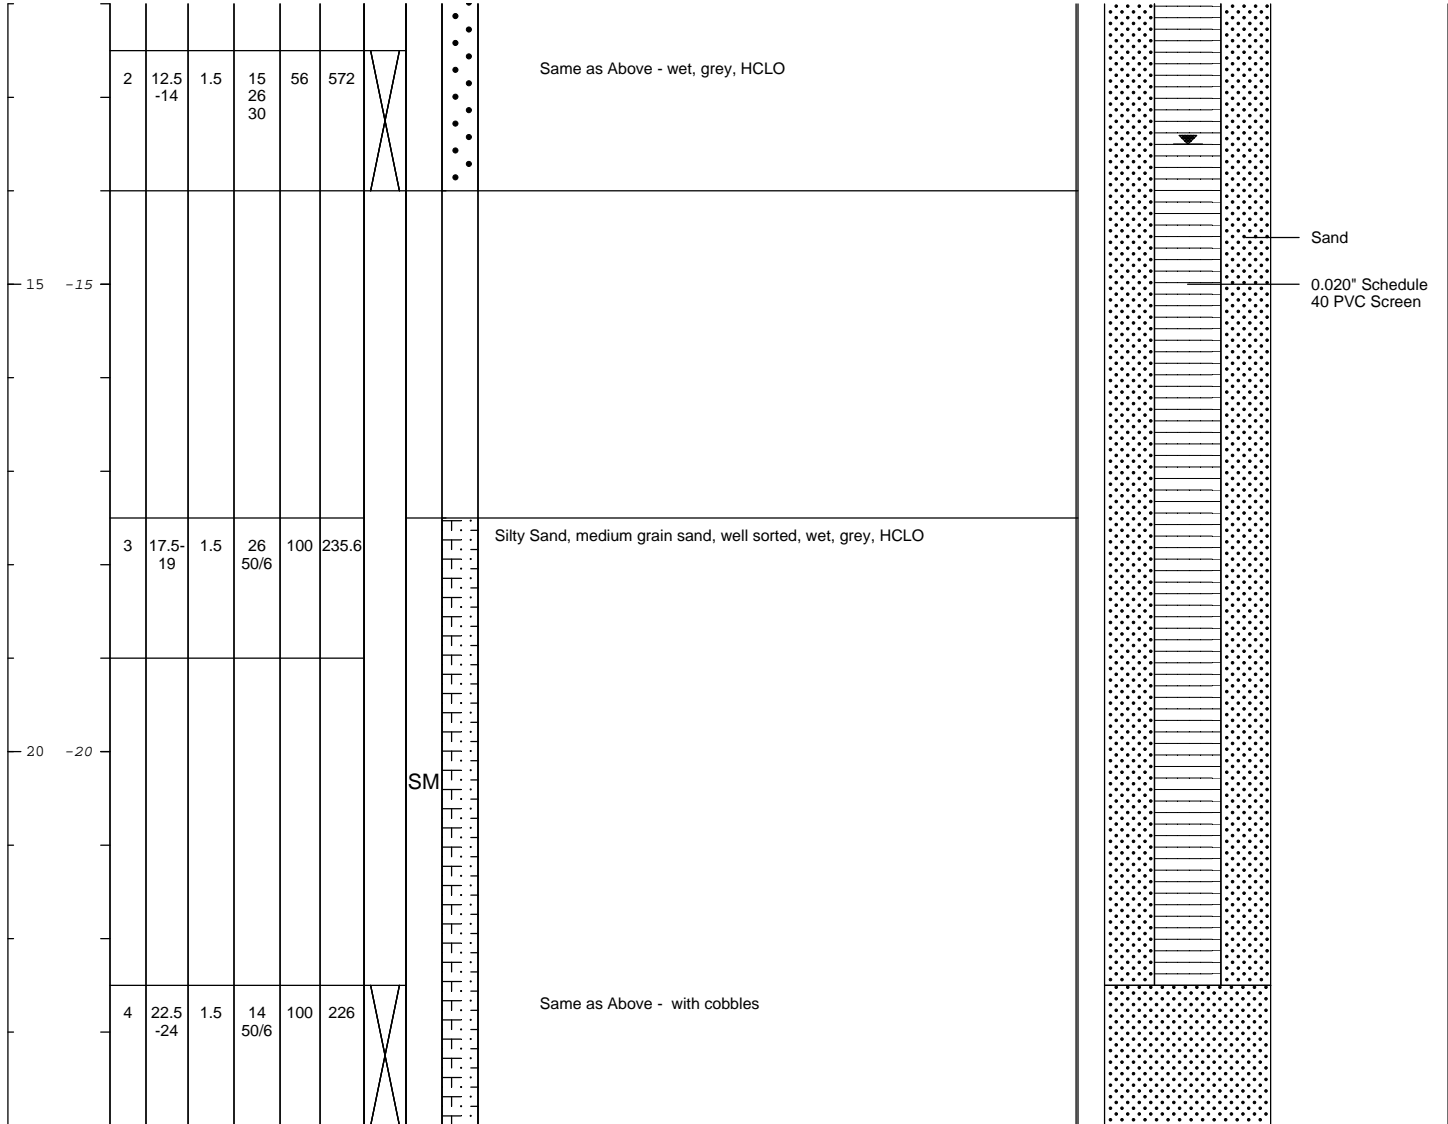 2 12.5 1.5 15 56 572
-14 26
30
Same as Above - wet, grey, HCLO
Sand
15 -15
0.020" Schedule
40 PVC Screen
3 17.5- 1.5 26 100 235.6
19 50/6
Silty Sand, medium grain sand, well sorted, wet, grey, HCLO
20 -20
SM
4 22.5 1.5 14 100 226
-24 50/6
Same as Above - with cobbles